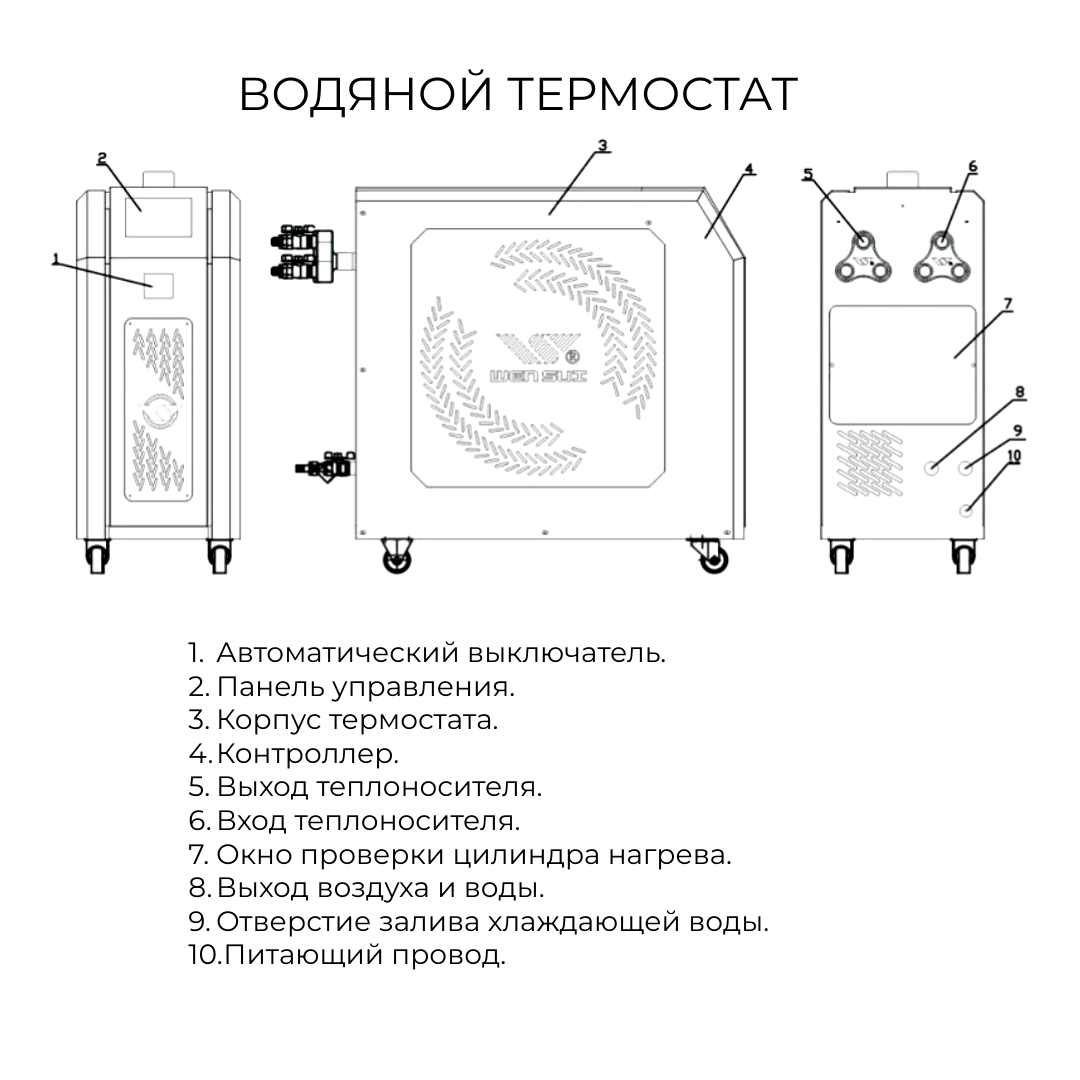 ВОДЯНОЙ ТЕРМОСТАТ
2
3
4
5
6
1
7
8
9
10
WEN SUI
®
1. Автоматический выключатель.
2. Панель управления.
3. Корпус термостата.
4. Контроллер.
5. Выход теплоносителя.
6. Вход теплоносителя.
7. Окно проверки цилиндра нагрева.
8. Выход воздуха и воды.
9. Отверстие залива хлаждающей воды.
10. Питающий провод.